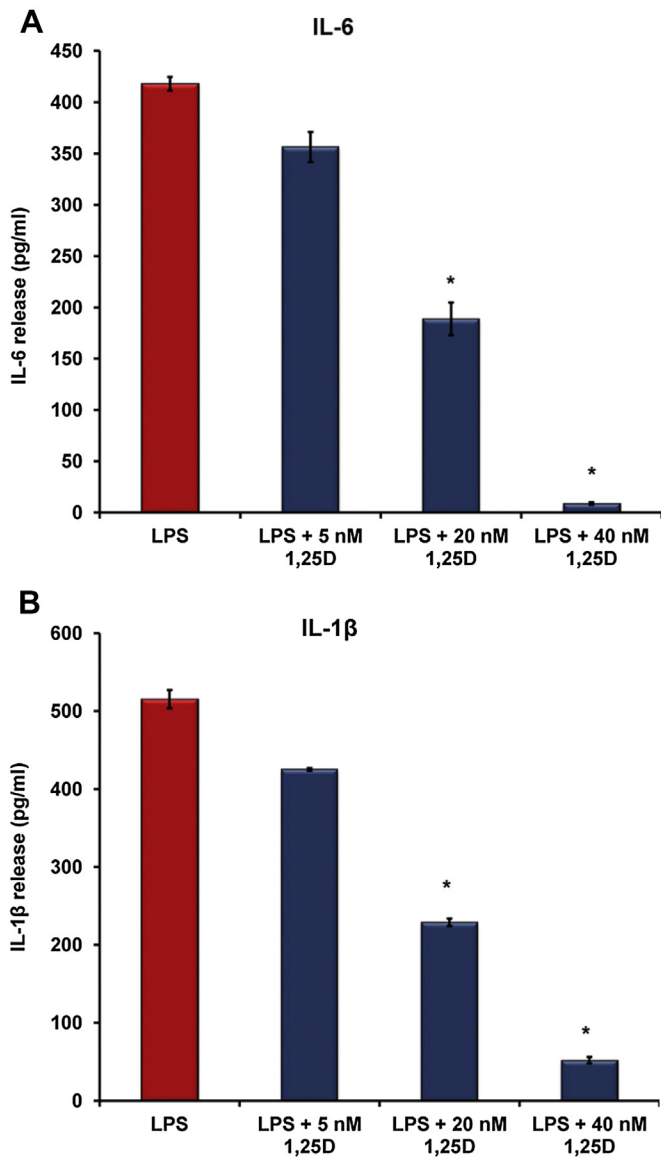 A
IL-6
450
400
350
300
250
200
150
100
50
0
IL-6 release (pg/ml)
*
*
LPS
LPS + 5 nM
1,25D
LPS + 20 nM
1,25D
LPS + 40 nM
1,25D
B
IL-1β
600
500
400
300
200
100
0
IL-1β release (pg/ml)
*
*
LPS
LPS + 5 nM
1,25D
LPS + 20 nM
1,25D
LPS + 40 nM
1,25D